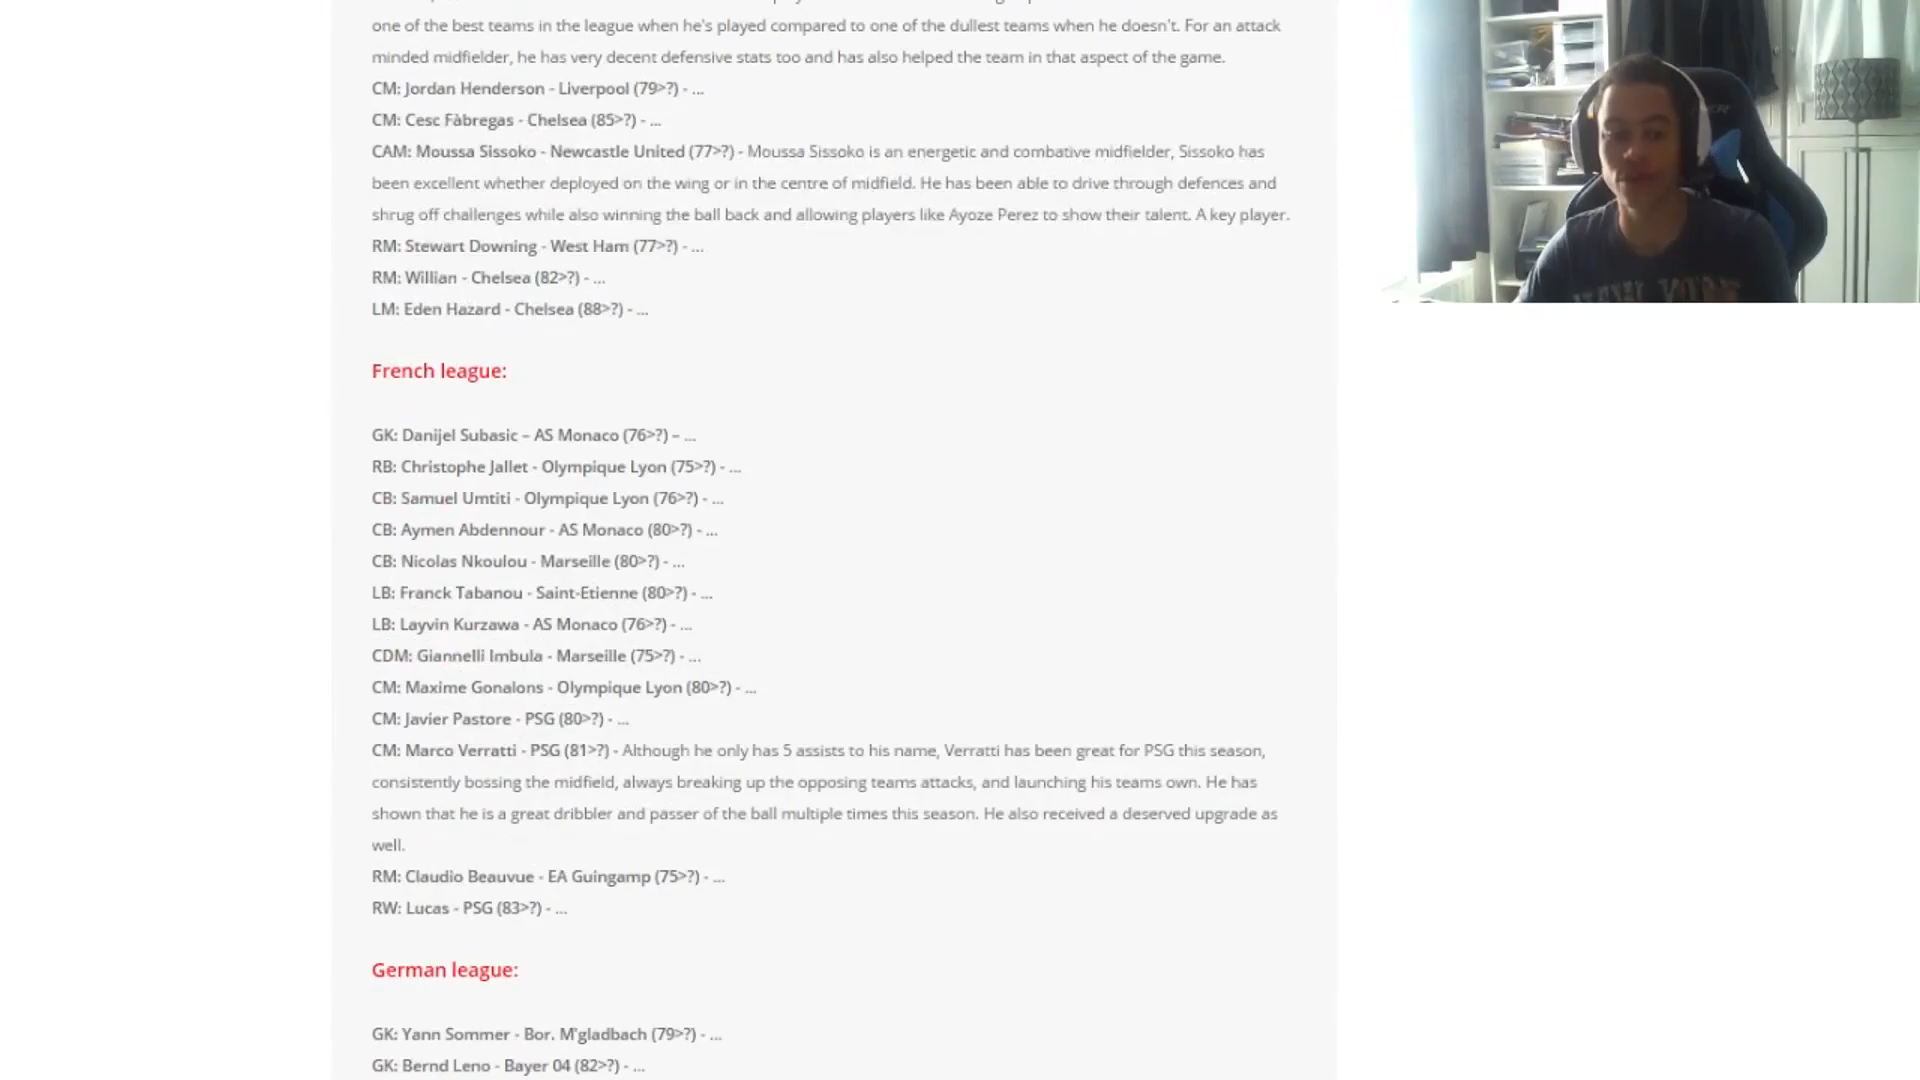 one of the best teams in the league when he's played compared to one of the dullest teams when he doesn't. For an attack
minded midfielder, he has very decent defensive stats too and has also helped the team in that aspect of the game.
CM: Jordan Henderson - Liverpool (79>?) - ...
CM: Cesc Fàbregas - Chelsea (85>?) - ...
CAM: Moussa Sissoko - Newcastle United (77>?) - Moussa Sissoko is an energetic and combative midfielder, Sissoko has
been excellent whether deployed on the wing or in the centre of midfield. He has been able to drive through defences and
shrug off challenges while also winning the ball back and allowing players like Ayoze Perez to show their talent. A key player.
RM: Stewart Downing - West Ham (77>?) - ...
RM: Willian - Chelsea (82>?) - ...
LM: Eden Hazard - Chelsea (88>?) - ...
French league:
GK: Danijel Subasic – AS Monaco (76>?) – ...
RB: Christophe Jallet - Olympique Lyon (75>?) - ...
CB: Samuel Umtiti - Olympique Lyon (76>?) - ...
CB: Aymen Abdennour - AS Monaco (80>?) - ...
CB: Nicolas Nkoulou - Marseille (80>?) - ...
LB: Franck Tabanou - Saint-Etienne (80>?) - ...
LB: Layvin Kurzawa - AS Monaco (76>?) - ...
CDM: Giannelli Imbula - Marseille (75>?) - ...
CM: Maxime Gonalons - Olympique Lyon (80>?) - ...
CM: Javier Pastore - PSG (80>?) - ...
CM: Marco Verratti - PSG (81>?) - Although he only has 5 assists to his name, Verratti has been great for PSG this season,
consistently bossing the midfield, always breaking up the opposing teams attacks, and launching his teams own. He has
shown that he is a great dribbler and passer of the ball multiple times this season. He also received a deserved upgrade as
well.
RM: Claudio Beauvue - EA Guingamp (75>?) - ...
RW: Lucas - PSG (83>?) - ...
German league:
GK: Yann Sommer - Bor. M'gladbach (79>?) - ...
GK: Bernd Leno - Bayer 04 (82>?) - ...